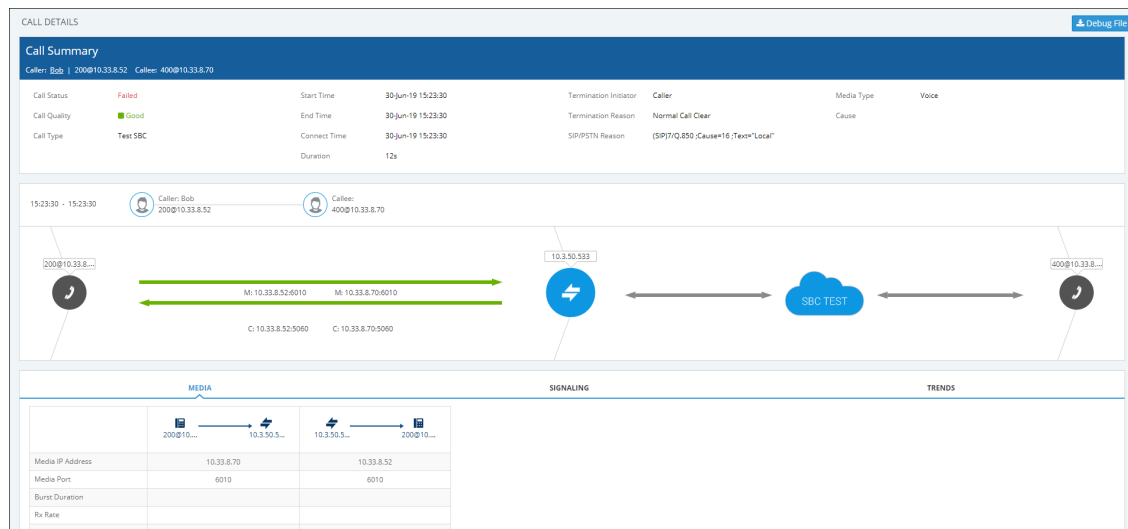 CALL DETAILS
Debug File
Call Summary
Caller: Bob | 200@10.33.8.52 Callee: 400@10.33.8.70
Call Status Failed Start Time 30-Jun-19 15:23:30 Termination Initiator Caller Media Type Voice
Call Quality Good End Time 30-Jun-19 15:23:30 Termination Reason Normal Call Clear Cause
Call Type Test SBC Connect Time 30-Jun-19 15:23:30 SIP/PSTN Reason (SIP)7/Q.850 ;Cause=16 ;Text="Local"
Duration 12s
15:23:30 - 15:23:30 Caller: Bob Callee:
200@10.33.8.52 400@10.33.8.70
200@10.33.8.... 10.3.50.533 400@10.33.8....
M: 10.33.8.52:6010 M: 10.33.8.70:6010
SBC TEST
C: 10.33.8.52:5060 C: 10.33.8.70:5060
MEDIA SIGNALING TRENDS
200@10.... 10.3.50.5... 10.3.50.5... 200@10....
Media IP Address 10.33.8.70 10.33.8.52
Media Port 6010 6010
Burst Duration
Rx Rate